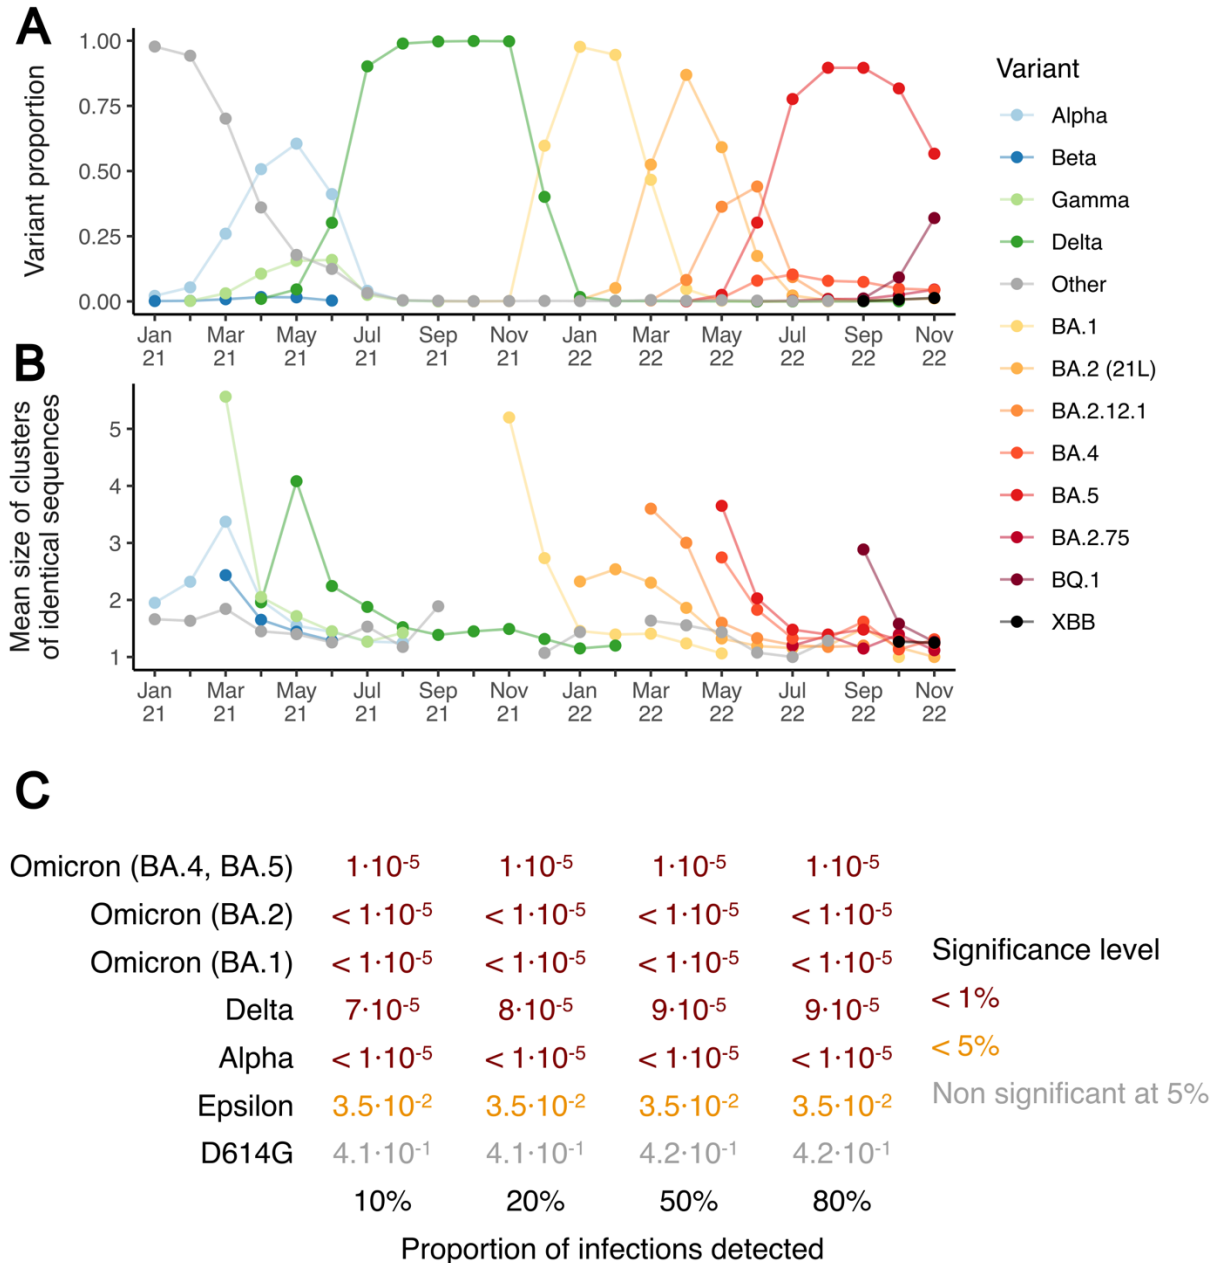 A
Variant proportion
1.00
0.75
0.50
0.25
0.00
Jan Mar May Jul Sep Nov Jan Mar May Jul Sep Nov
21 21 21 21 21 21 22 22 22 22 22 22
Variant
Alpha
Beta
Gamma
Delta
Other
BA.1
BA.2 (21L)
BA.2.12.1
BA.4
BA.5
BA.2.75
BQ.1
XBB
B
Mean size of clusters
of identical sequences
5
4
3
2
1
Jan Mar May Jul Sep Nov Jan Mar May Jul Sep Nov
21 21 21 21 21 21 22 22 22 22 22 22
C
Omicron (BA.4, BA.5) 1·10⁻⁵ 1·10⁻⁵ 1·10⁻⁵ 1·10⁻⁵
Omicron (BA.2) < 1·10⁻⁵ < 1·10⁻⁵ < 1·10⁻⁵ < 1·10⁻⁵
Omicron (BA.1) < 1·10⁻⁵ < 1·10⁻⁵ < 1·10⁻⁵ < 1·10⁻⁵
Delta 7·10⁻⁵ 8·10⁻⁵ 9·10⁻⁵ 9·10⁻⁵
Alpha < 1·10⁻⁵ < 1·10⁻⁵ < 1·10⁻⁵ < 1·10⁻⁵
Epsilon 3.5·10⁻² 3.5·10⁻² 3.5·10⁻² 3.5·10⁻²
D614G 4.1·10⁻¹ 4.1·10⁻¹ 4.2·10⁻¹ 4.2·10⁻¹
10% 20% 50% 80%
Proportion of infections detected
Significance level
< 1%
< 5%
Non significant at 5%